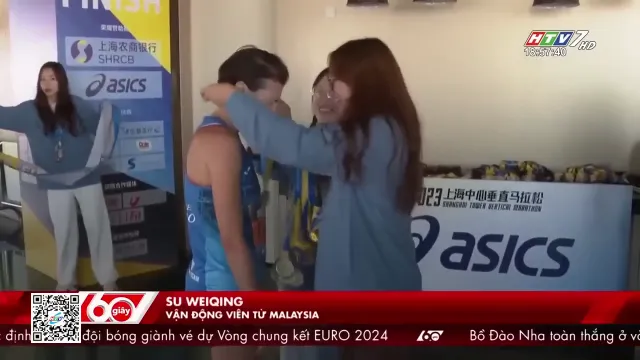 FINISH
HTV7 HD
18:57:40
上海农商银行
SHRCB
asics
2023 上海中心垂直马拉松
SHANGHAI TOWER VERTICAL MARATHON
asics
60 giây
SU WEIQING
VẬN ĐỘNG VIÊN TỪ MALAYSIA
c định đội bóng giành vé dự Vòng chung kết EURO 2024 60 Bồ Đào Nha toàn thắng ở v